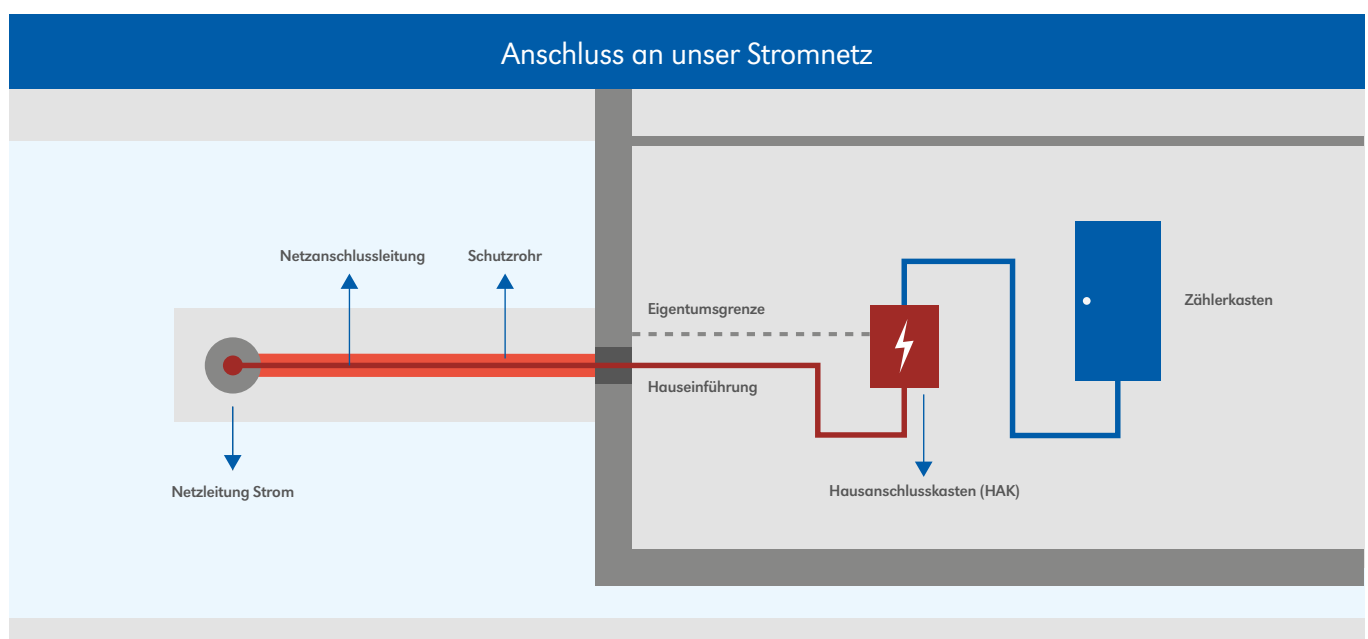 Anschluss an unser Stromnetz
Netzanschlussleitung
Schutzrohr
Eigentumsgrenze
Zählerkasten
Hauseinführung
Netzleitung Strom
Hausanschlusskasten (HAK)